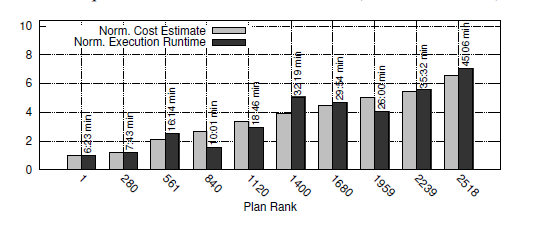 10
8
6
4
2
0
Norm. Cost Estimate
Norm. Execution Runtime
6:23 min
7:43 min
16:14 min
10:01 min
18:46 min
32:19 min
29:54 min
26:00 min
35:32 min
45:06 min
1
280
561
840
1120
1400
1680
1959
2239
2518
Plan Rank